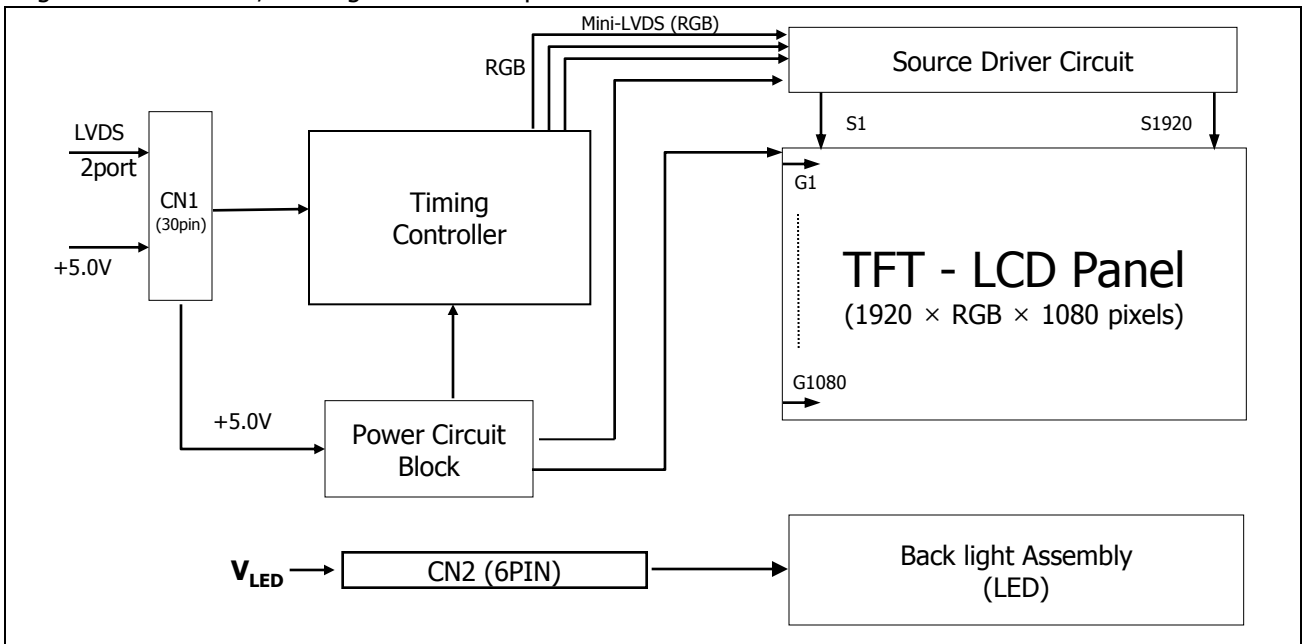 Mini-LVDS (RGB)
RGB
Source Driver Circuit
S1
S1920
LVDS
2port
CN1
(30pin)
+5.0V
Timing
Controller
G1
TFT - LCD Panel
(1920 × RGB × 1080 pixels)
G1080
+5.0V
Power Circuit
Block
V_LED
CN2 (6PIN)
Back light Assembly
(LED)